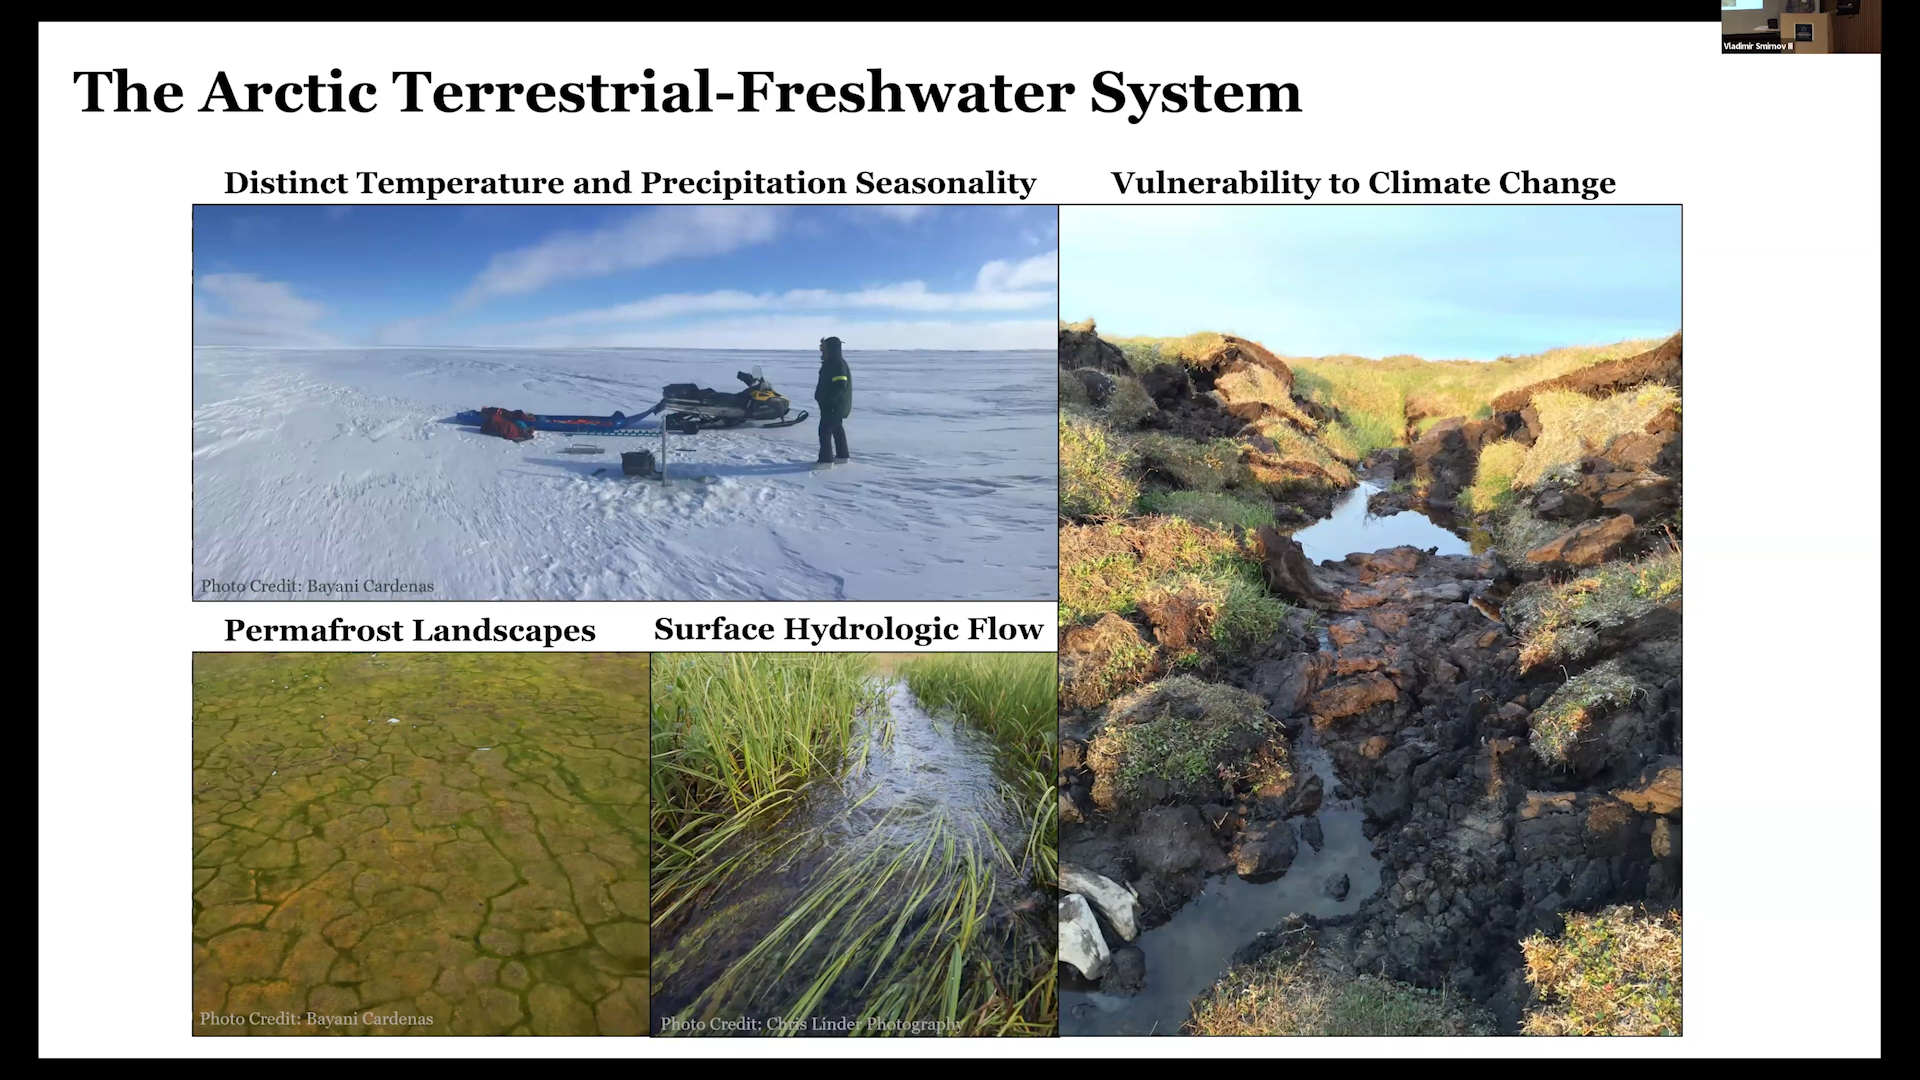 The Arctic Terrestrial-Freshwater System
Distinct Temperature and Precipitation Seasonality
Vulnerability to Climate Change
Photo Credit: Bayani Cardenas
Permafrost Landscapes
Surface Hydrologic Flow
Photo Credit: Bayani Cardenas
Photo Credit: Chris Linder Photography
Vladimir Smirnov III